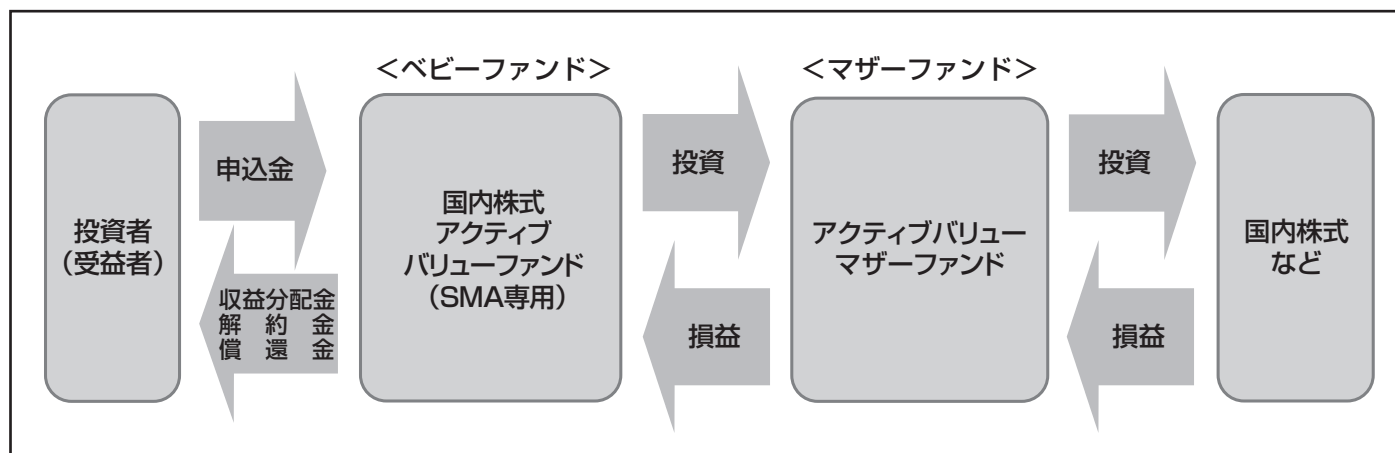 <ベビーファンド>
<マザーファンド>
投資者
（受益者）
申込金
収益分配金
解約金
償還金
国内株式
アクティブ
バリューファンド
（SMA専用）
投資
損益
アクティブバリュー
マザーファンド
投資
損益
国内株式
など